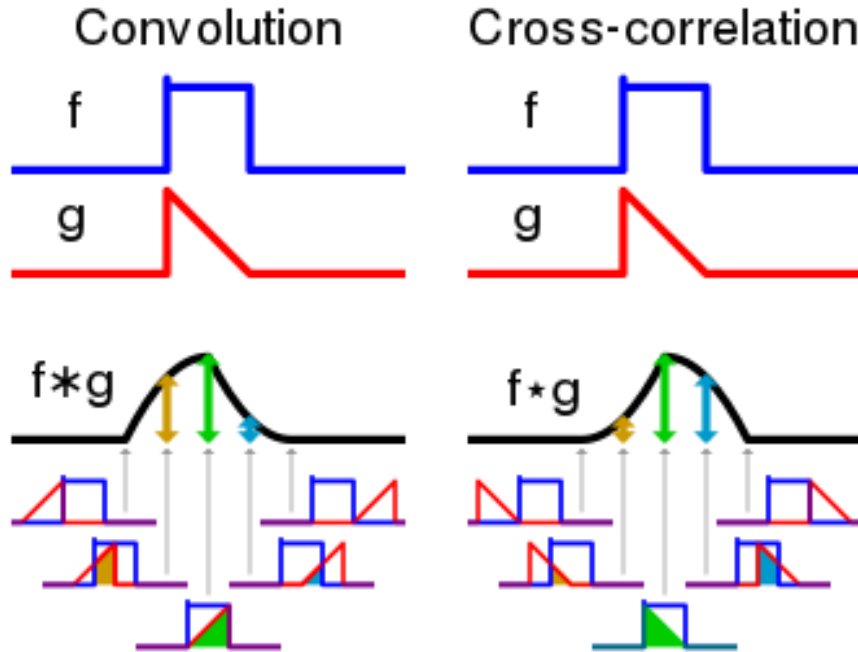 Convolution
f
g
f∗g
Cross-correlation
f
g
f⋆g